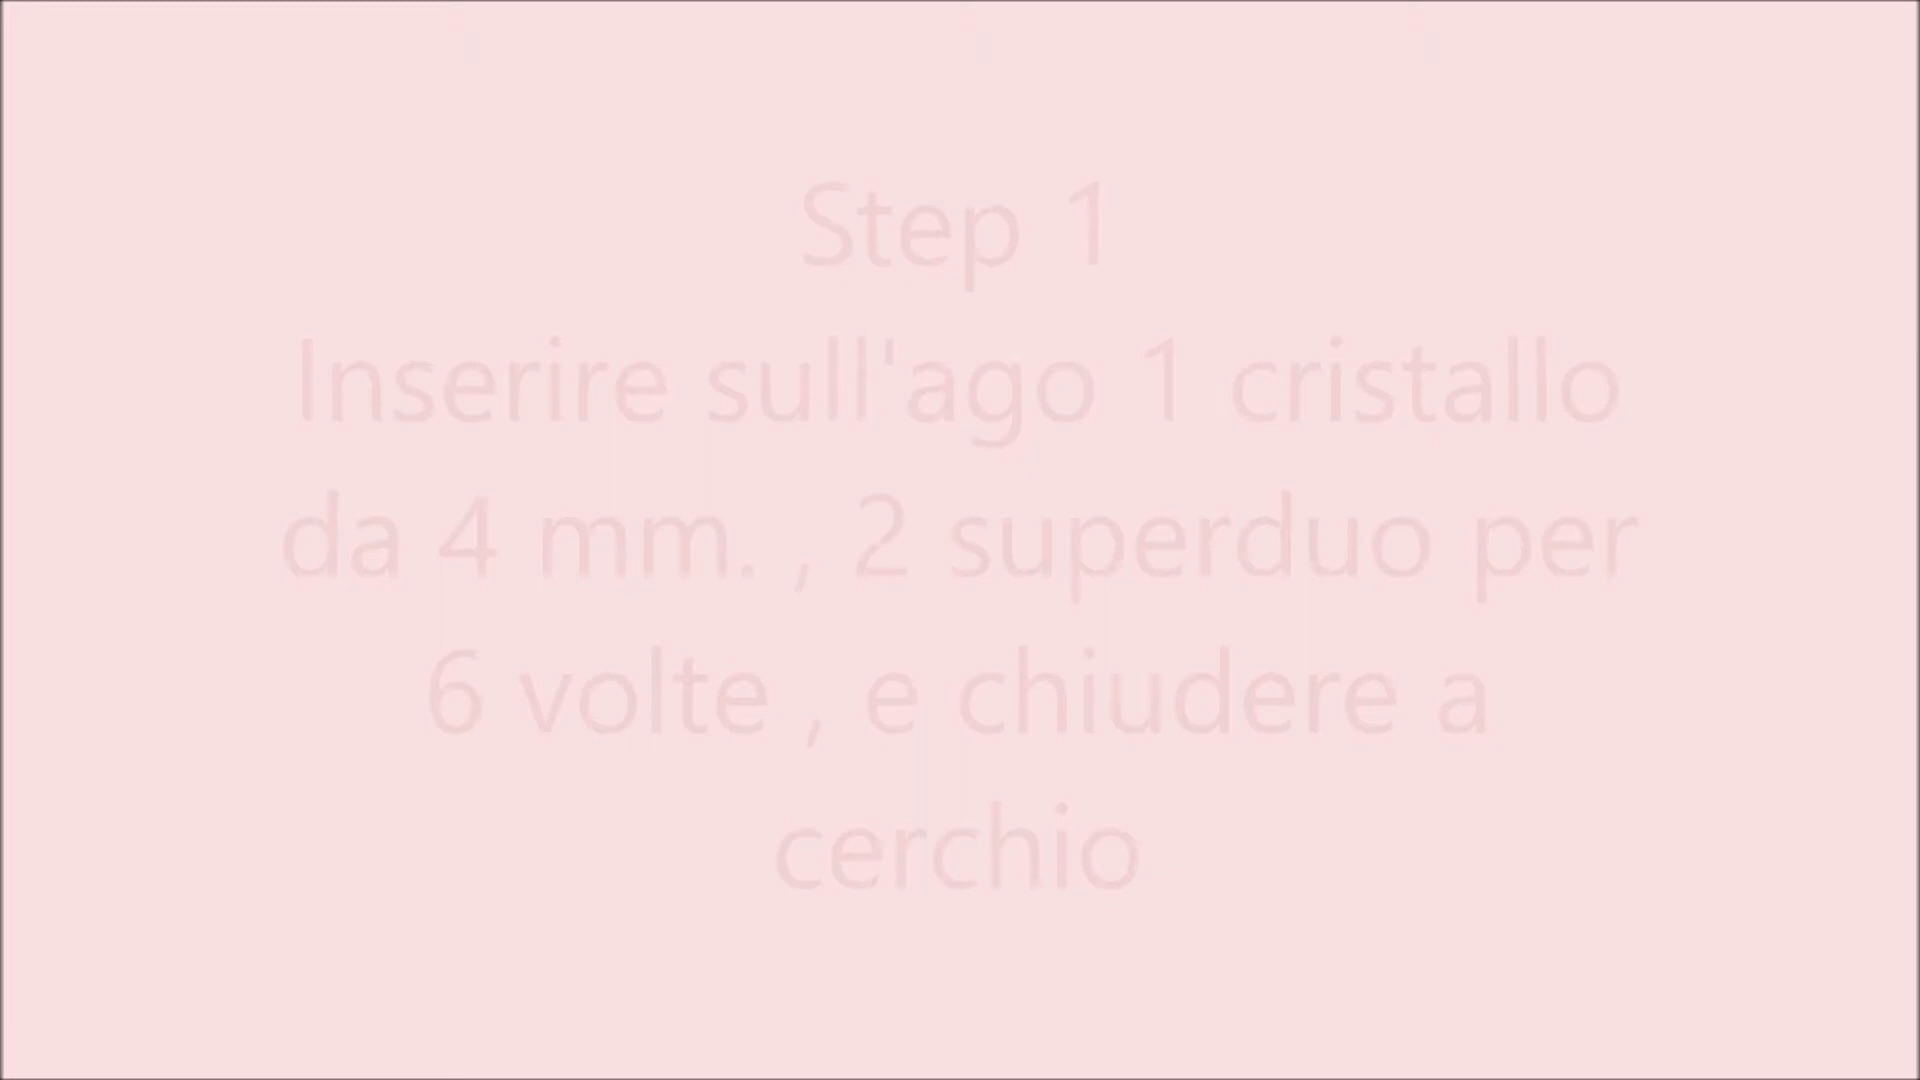 Step 1
Inserire sull'ago 1 cristallo
da 4 mm. , 2 superduo per
6 volte , e chiudere a
cerchio